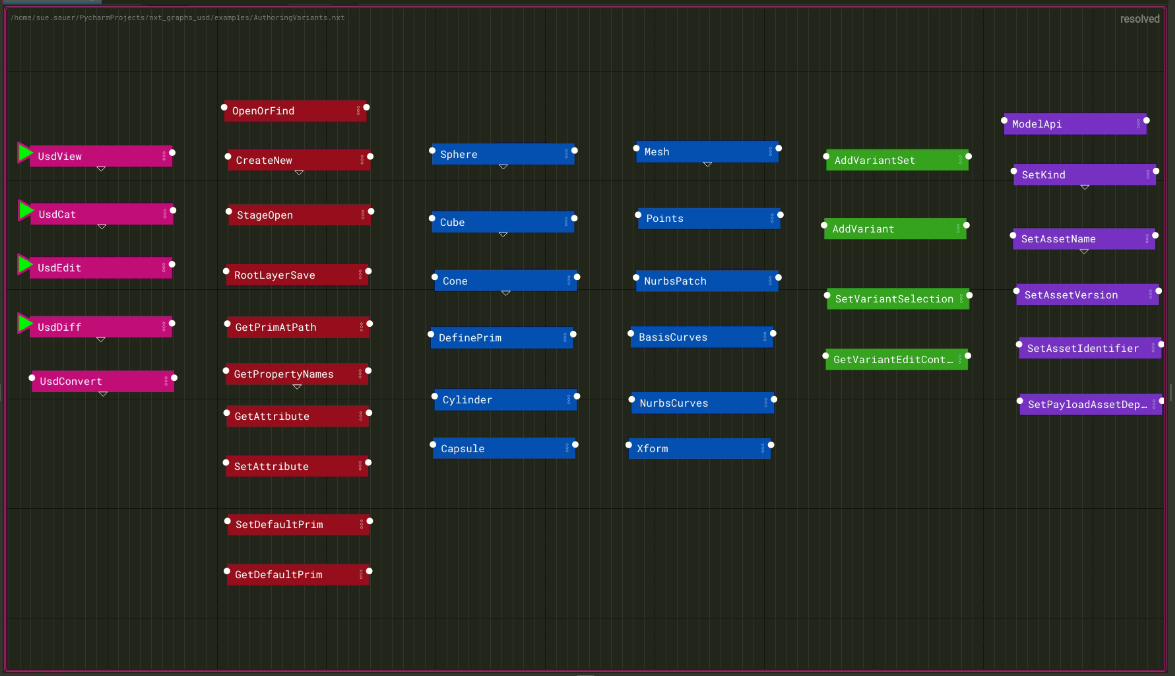 /home/sue.sauer/PycharmProjects/nxt_graphs_usd/examples/AuthoringVariants.nxt
resolved
UsdView
UsdCat
UsdEdit
UsdDiff
UsdConvert
OpenOrFind
CreateNew
StageOpen
RootLayerSave
GetPrimAtPath
GetPropertyNames
GetAttribute
SetAttribute
SetDefaultPrim
GetDefaultPrim
Sphere
Cube
Cone
DefinePrim
Cylinder
Capsule
Mesh
Points
NurbsPatch
BasisCurves
NurbsCurves
Xform
AddVariantSet
AddVariant
SetVariantSelection
GetVariantEditCont…
ModelApi
SetKind
SetAssetName
SetAssetVersion
SetAssetIdentifier
SetPayloadAssetDep…